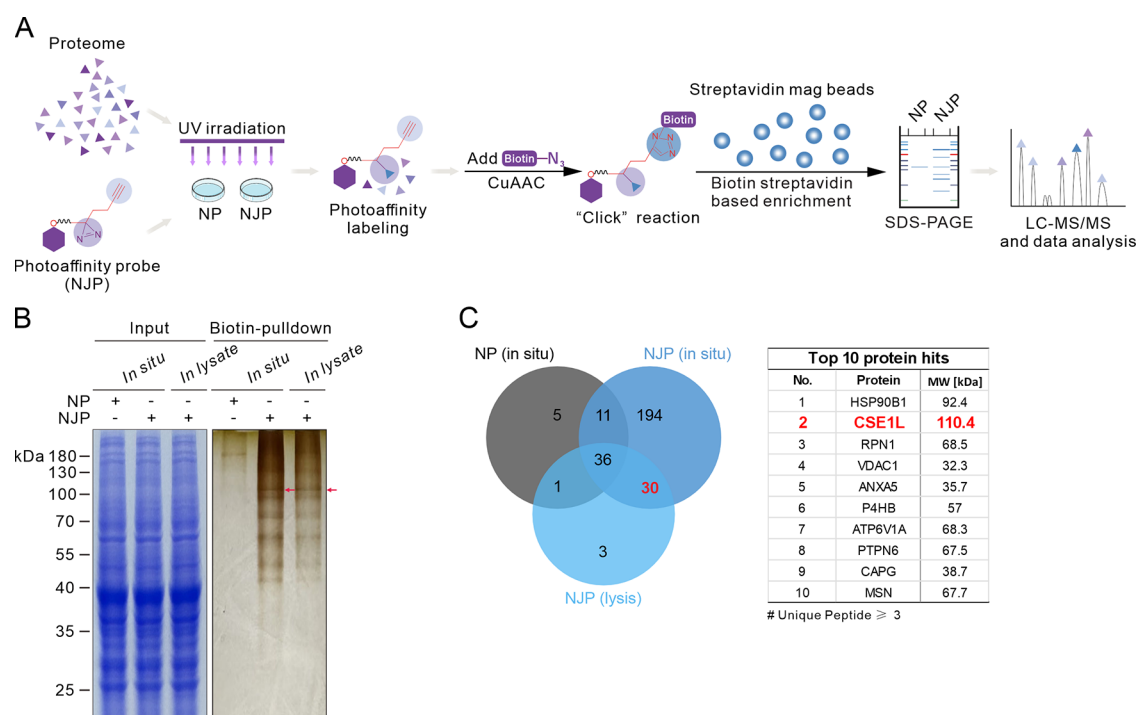 A
Proteome
UV irradiation
NP NJP
Photoaffinity probe
(NJP)
N N
Photoaffinity
labeling
Add Biotin N3
CuAAC
Biotin
N N N
"Click" reaction
Streptavidin mag beads
Biotin streptavidin
based enrichment
NP NJP
SDS-PAGE
LC-MS/MS
and data analysis
B
Input Biotin-pulldown
In situ In lysate In situ In lysate
NP + - - + - -
NJP - + + - + +
kDa 180
130
100
70
55
40
35
25
C
NP (in situ) NJP (in situ)
5 11 194
36
1 30
3
NJP (lysis)
Top 10 protein hits
No. Protein MW [kDa]
1 HSP90B1 92.4
2 CSE1L 110.4
3 RPN1 68.5
4 VDAC1 32.3
5 ANXA5 35.7
6 P4HB 57
7 ATP6V1A 68.3
8 PTPN6 67.5
9 CAPG 38.7
10 MSN 67.7
# Unique Peptide ≥ 3